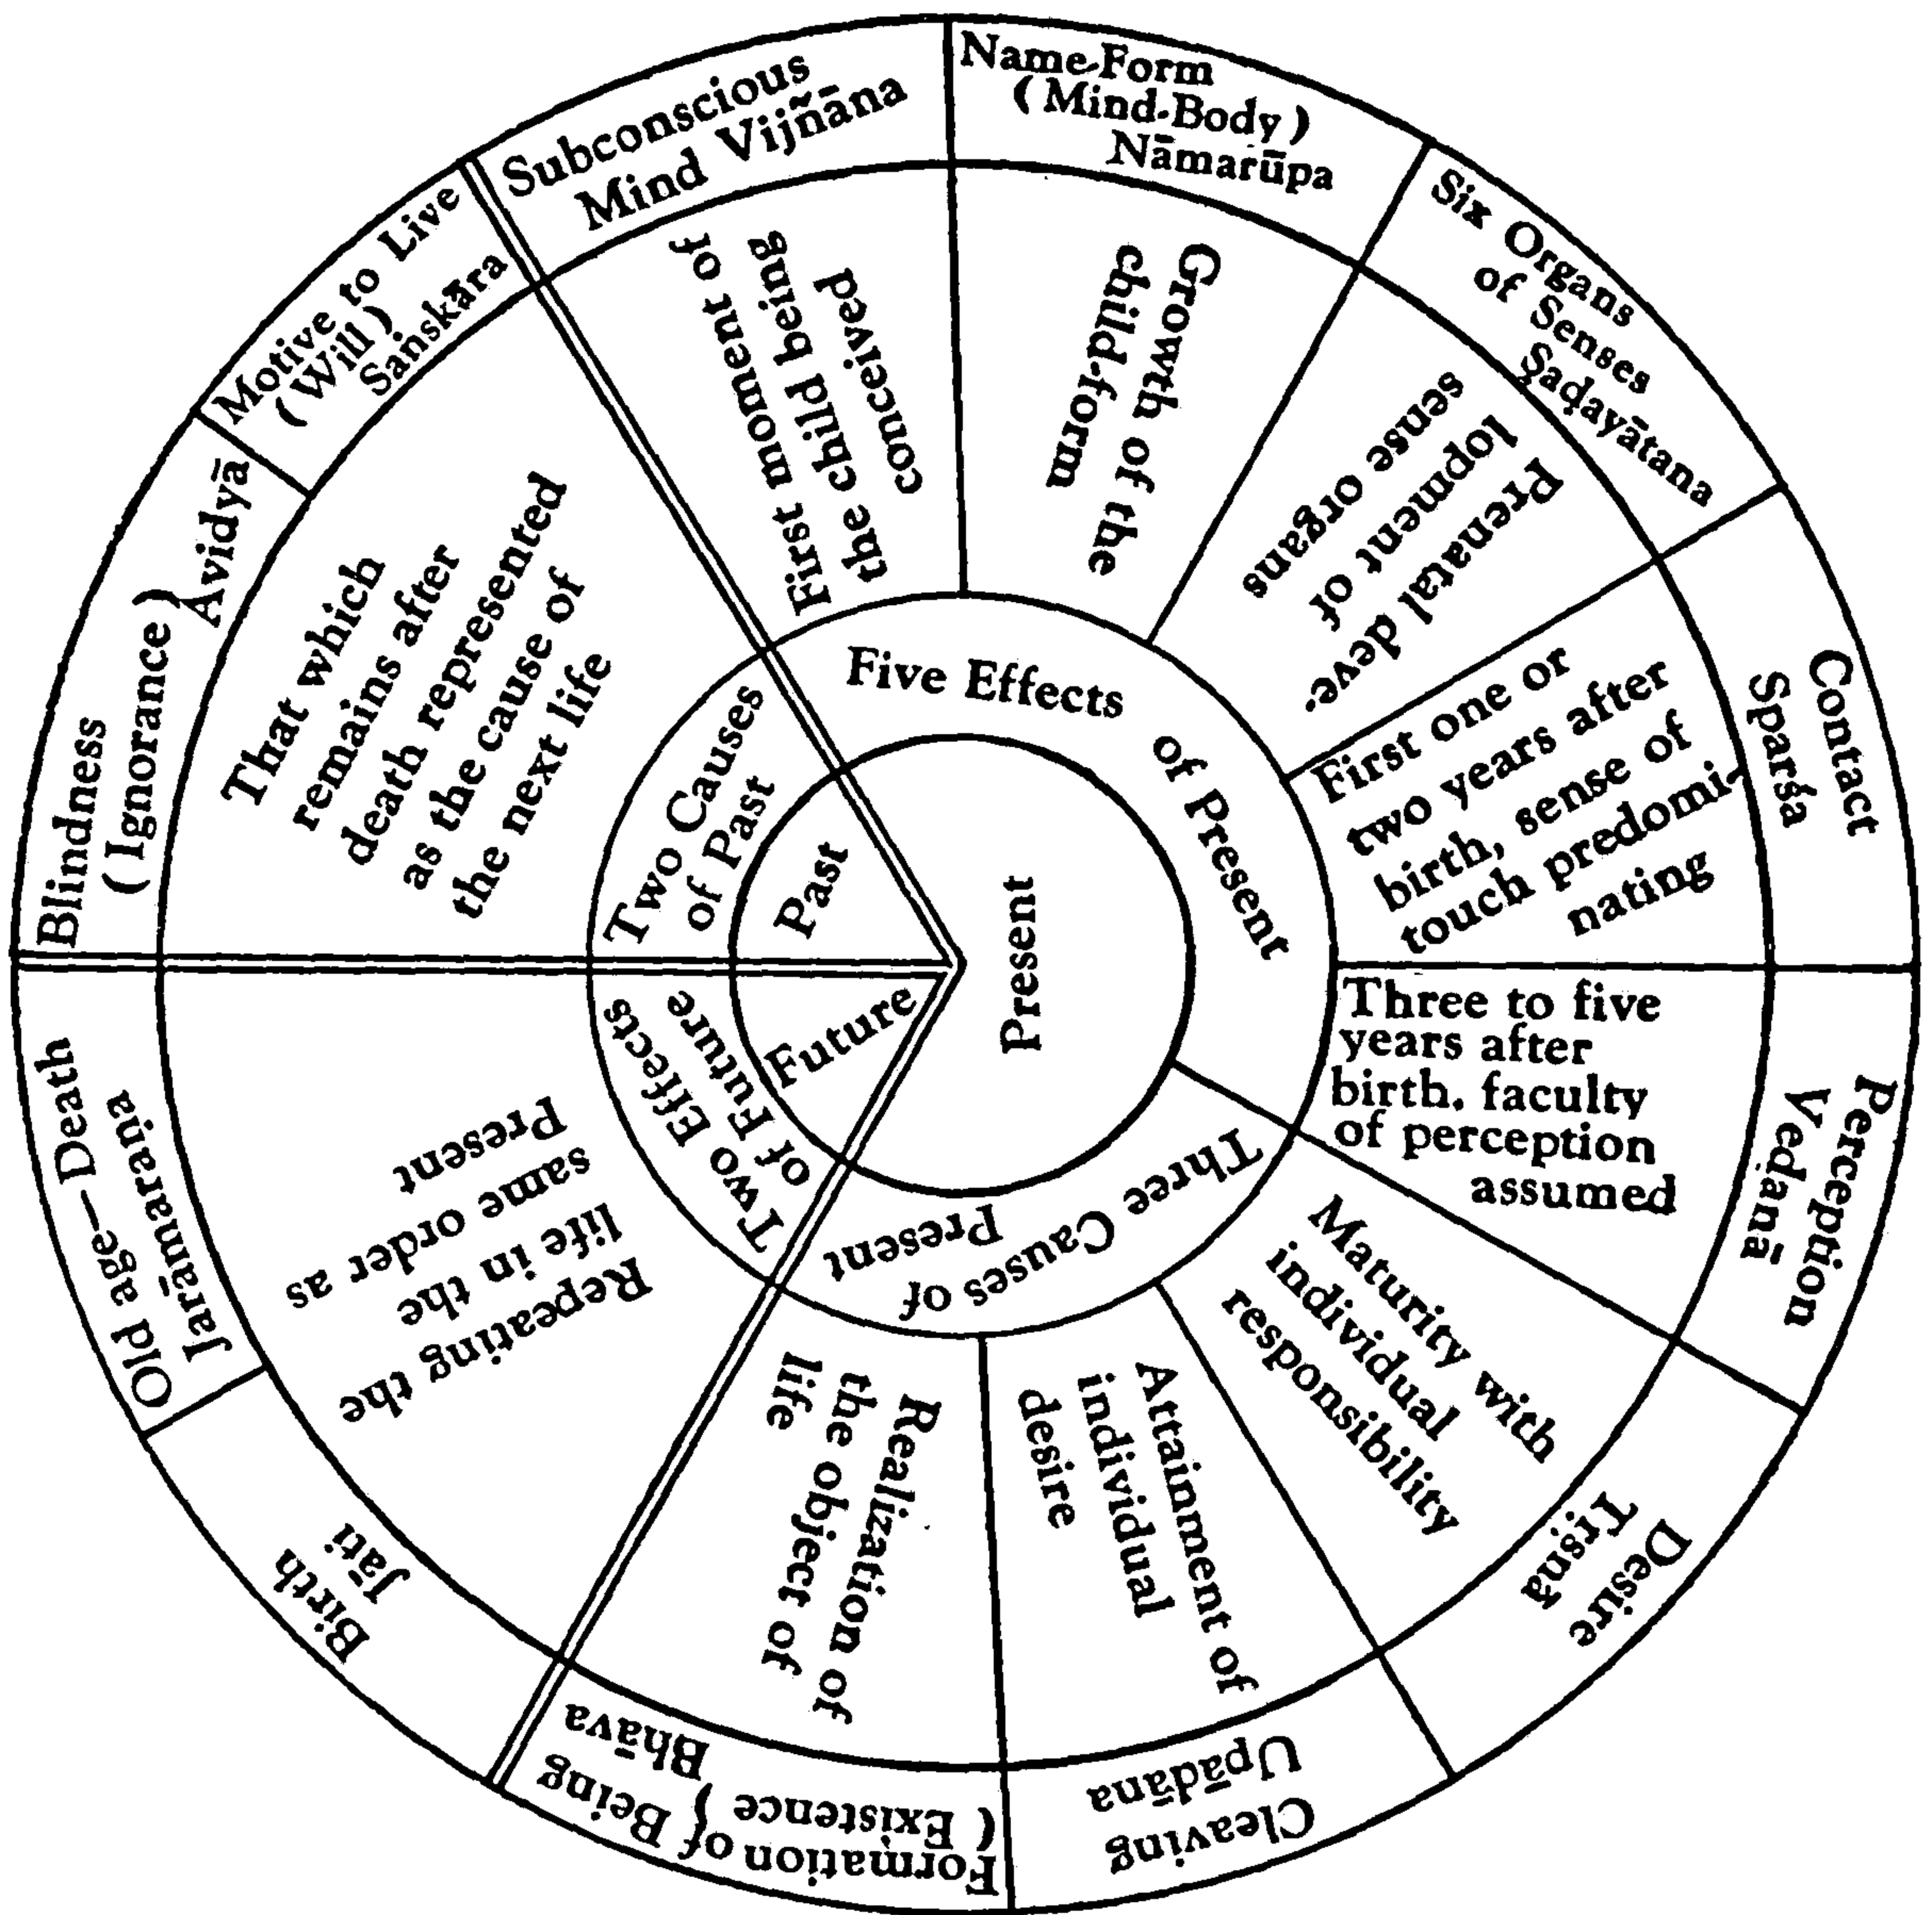 Blindness
(Ignorance)
Avidyā
Motive to Live
(Will)
Saṅskāra
Subconscious
Mind Vijñāna
Name-Form
(Mind-Body)
Nāmarūpa
Six Organs
of Senses
Ṣaḍayātana
Contact
Sparśa
Perception
Vedanā
Desire
Trisna
Cleaving
Upādāna
Formation of Being
(Existence)
Bhāva
Birth
Jāti
Old age—Death
Jarāmaraṇa
That which
remains after
death represented
as the cause of
the next life
First moment of
the child being
conceived
Growth of the
child-form
Prenatal deve-
lopment of
sense organs
First one or
two years after
birth, sense of
touch predomi-
nating
Three to five
years after
birth, faculty
of perception
assumed
Maturity with
individual
responsibility
Attainment of
individual
desire
Realization of
the object of
life
Repeating the
life in the
same order as
Present
Two Causes
of Past
Five Effects
of Present
Three Causes of
Present
Two Effects
of Future
Past
Present
Future